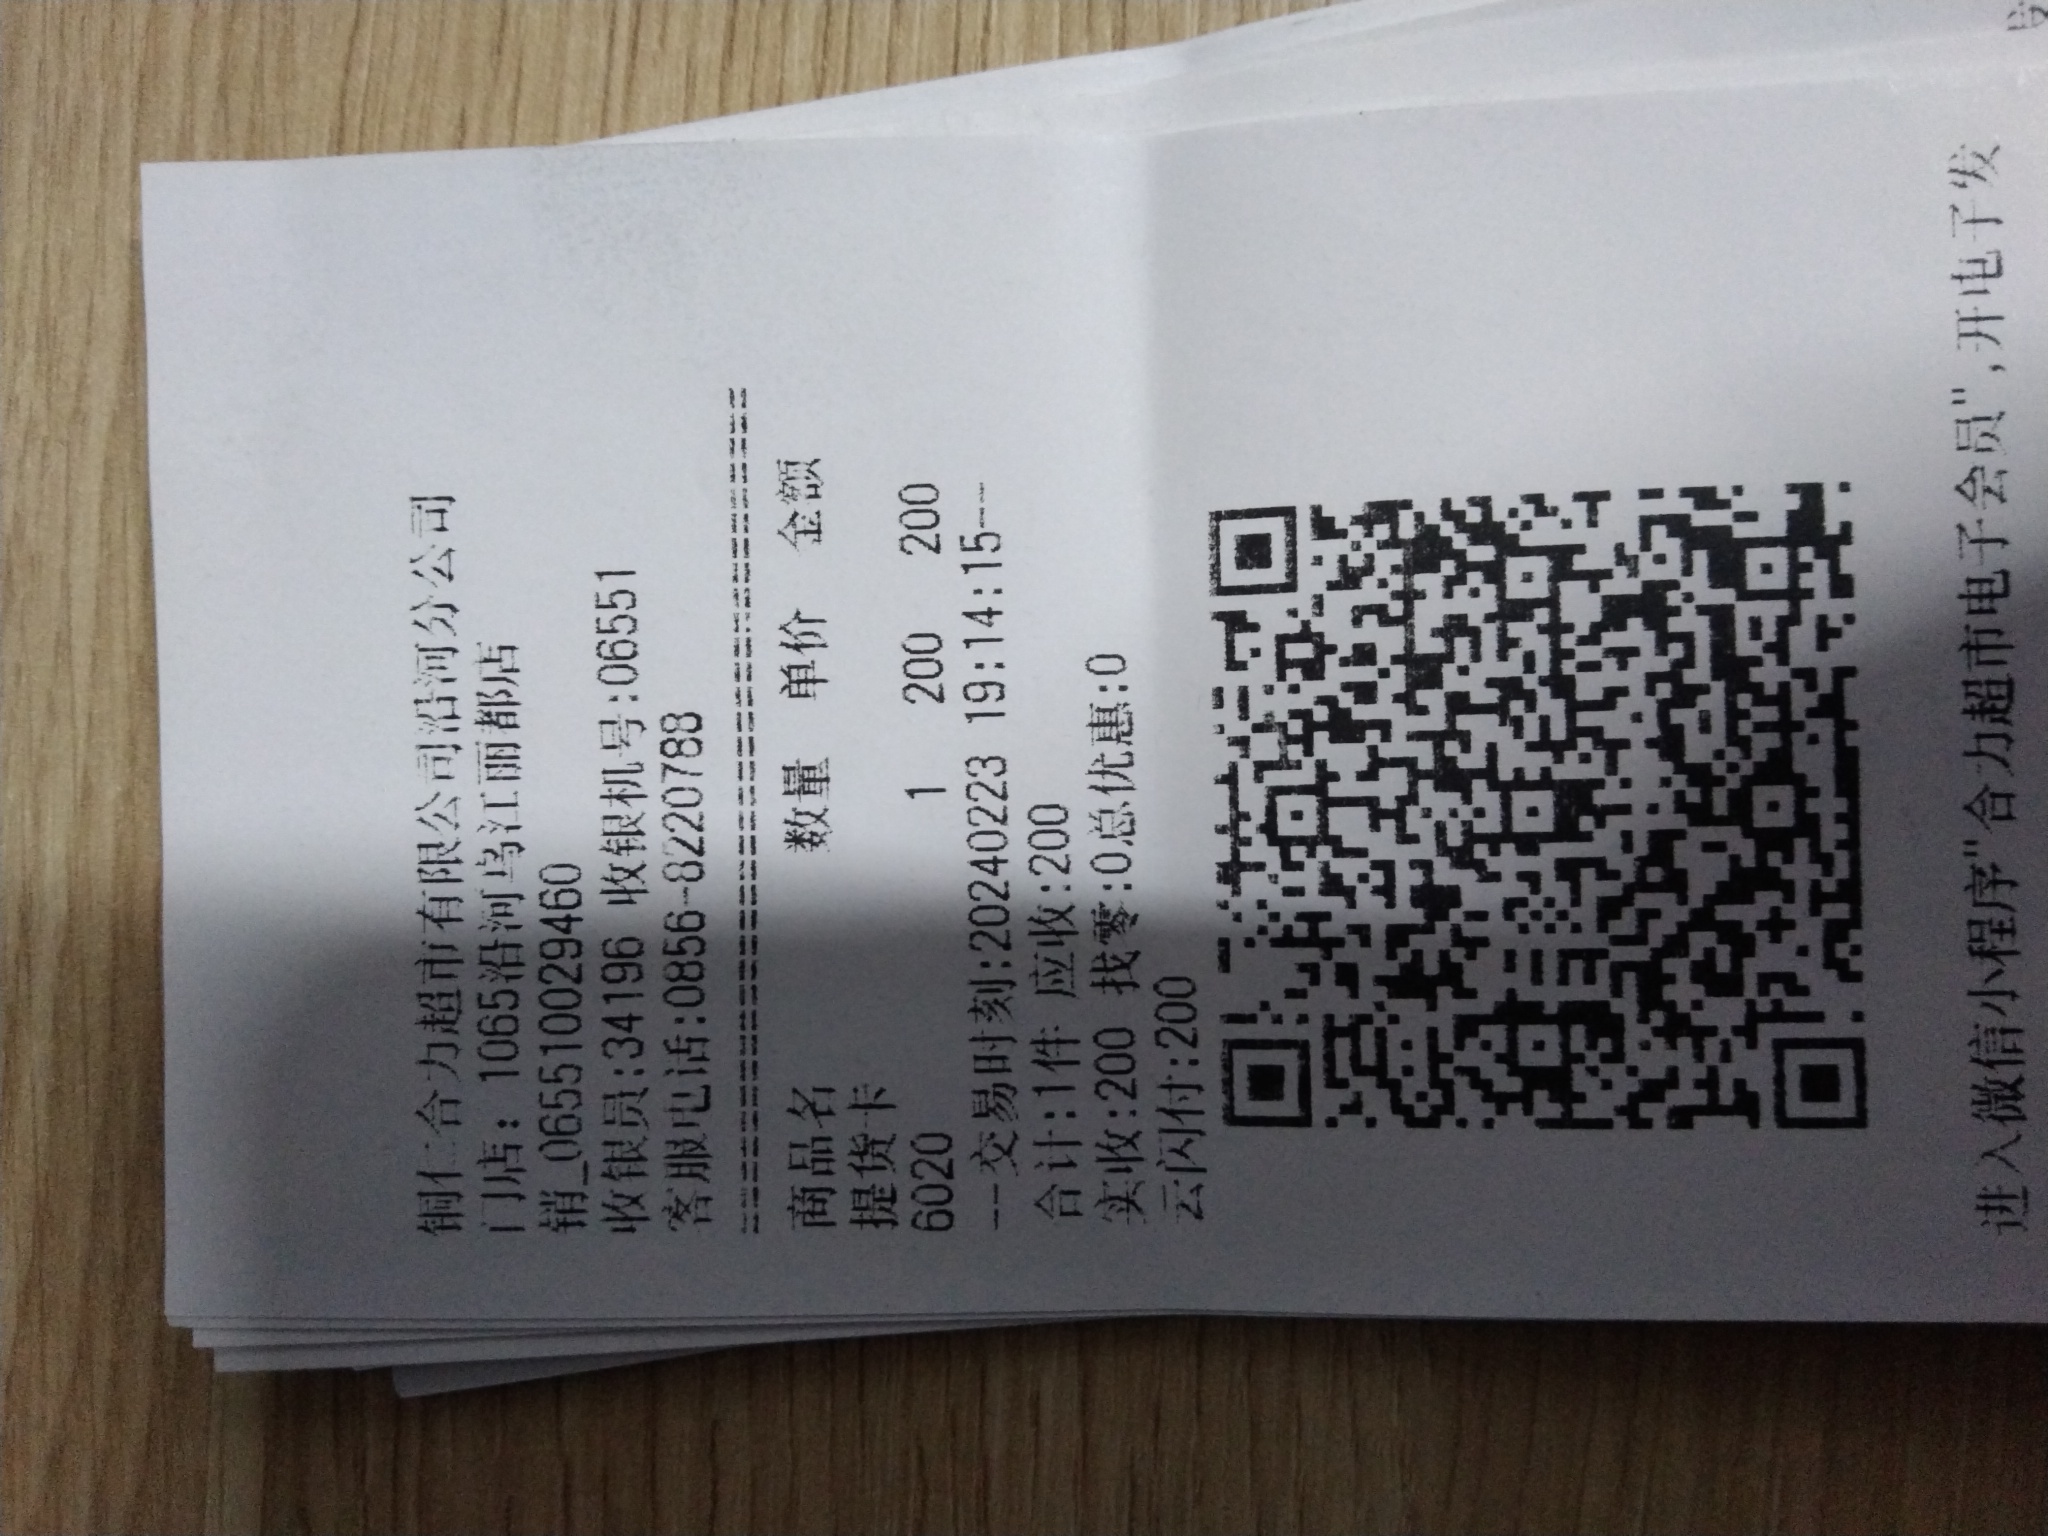 铜仁合力超市有限公司沿河分公司
门店: 1065沿河乌江丽都店
销_065510029460
收银员:34196 收银机号:06551
客服电话:0856-8220788
商品名 数量 单价 金额
提货卡
6020 1 200 200
--交易时刻:20240223 19:14:15--
合计:1件 应收:200
实收:200 找零:0总优惠:0
云闪付:200
进入微信小程序"合力超市电子会员",开电子发